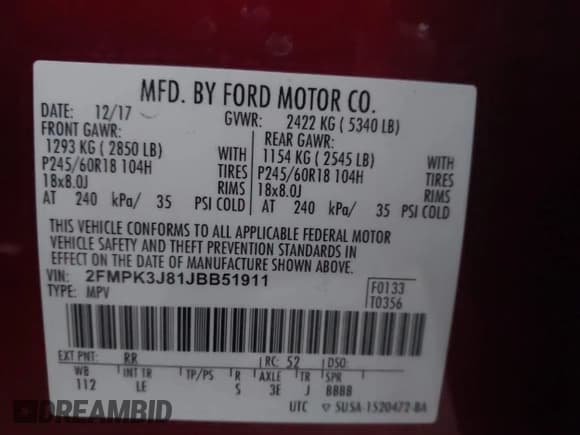 MFD. BY FORD MOTOR CO.
DATE: 12/17 GVWR: 2422 KG ( 5340 LB)
FRONT GAWR: REAR GAWR:
1293 KG ( 2850 LB) WITH 1154 KG ( 2545 LB) WITH
P245/60R18 104H TIRES P245/60R18 104H TIRES
18x8.0J RIMS 18x8.0J RIMS
AT 240 kPa/ 35 PSI COLD AT 240 kPa/ 35 PSI COLD
THIS VEHICLE CONFORMS TO ALL APPLICABLE FEDERAL MOTOR
VEHICLE SAFETY AND THEFT PREVENTION STANDARDS IN
EFFECT ON THE DATE OF MANUFACTURE SHOWN ABOVE.
VIN: 2FMPK3J81JBB51911 F0133
TYPE: MPV T0356
EXT PNT: RR RC: 52 DSO:
WB INT TR TP/PS R AXLE TR SPR
112 LE S 3E J BBBB
UTC ▽ 5USA-1520472-BA
DREAMBID